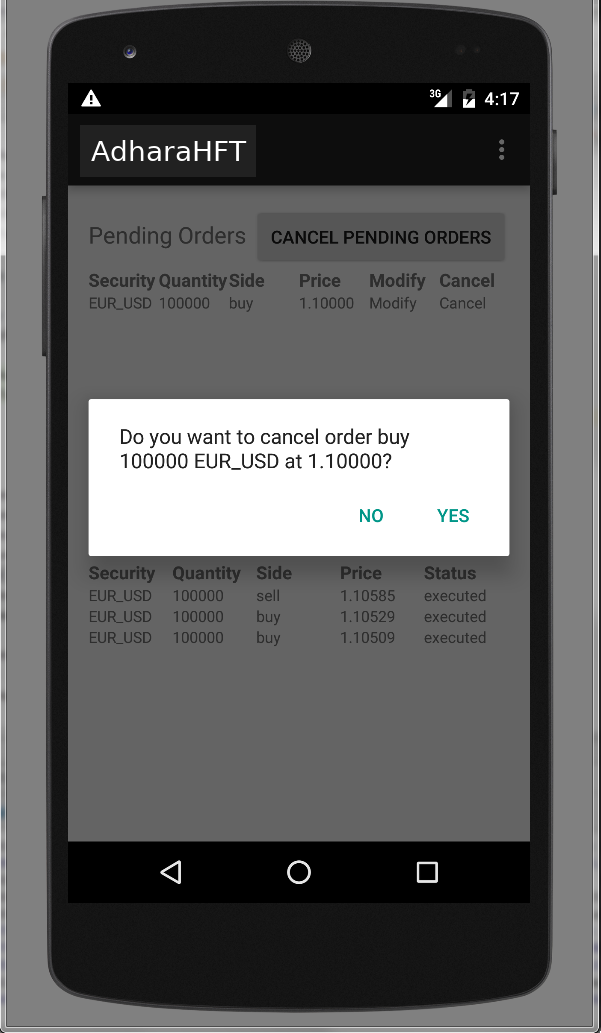 3G 4:17
AdharaHFT
Pending Orders CANCEL PENDING ORDERS
Security Quantity Side Price Modify Cancel
EUR_USD 100000 buy 1.10000 Modify Cancel
Do you want to cancel order buy
100000 EUR_USD at 1.10000?
NO YES
Security Quantity Side Price Status
EUR_USD 100000 sell 1.10585 executed
EUR_USD 100000 buy 1.10529 executed
EUR_USD 100000 buy 1.10509 executed